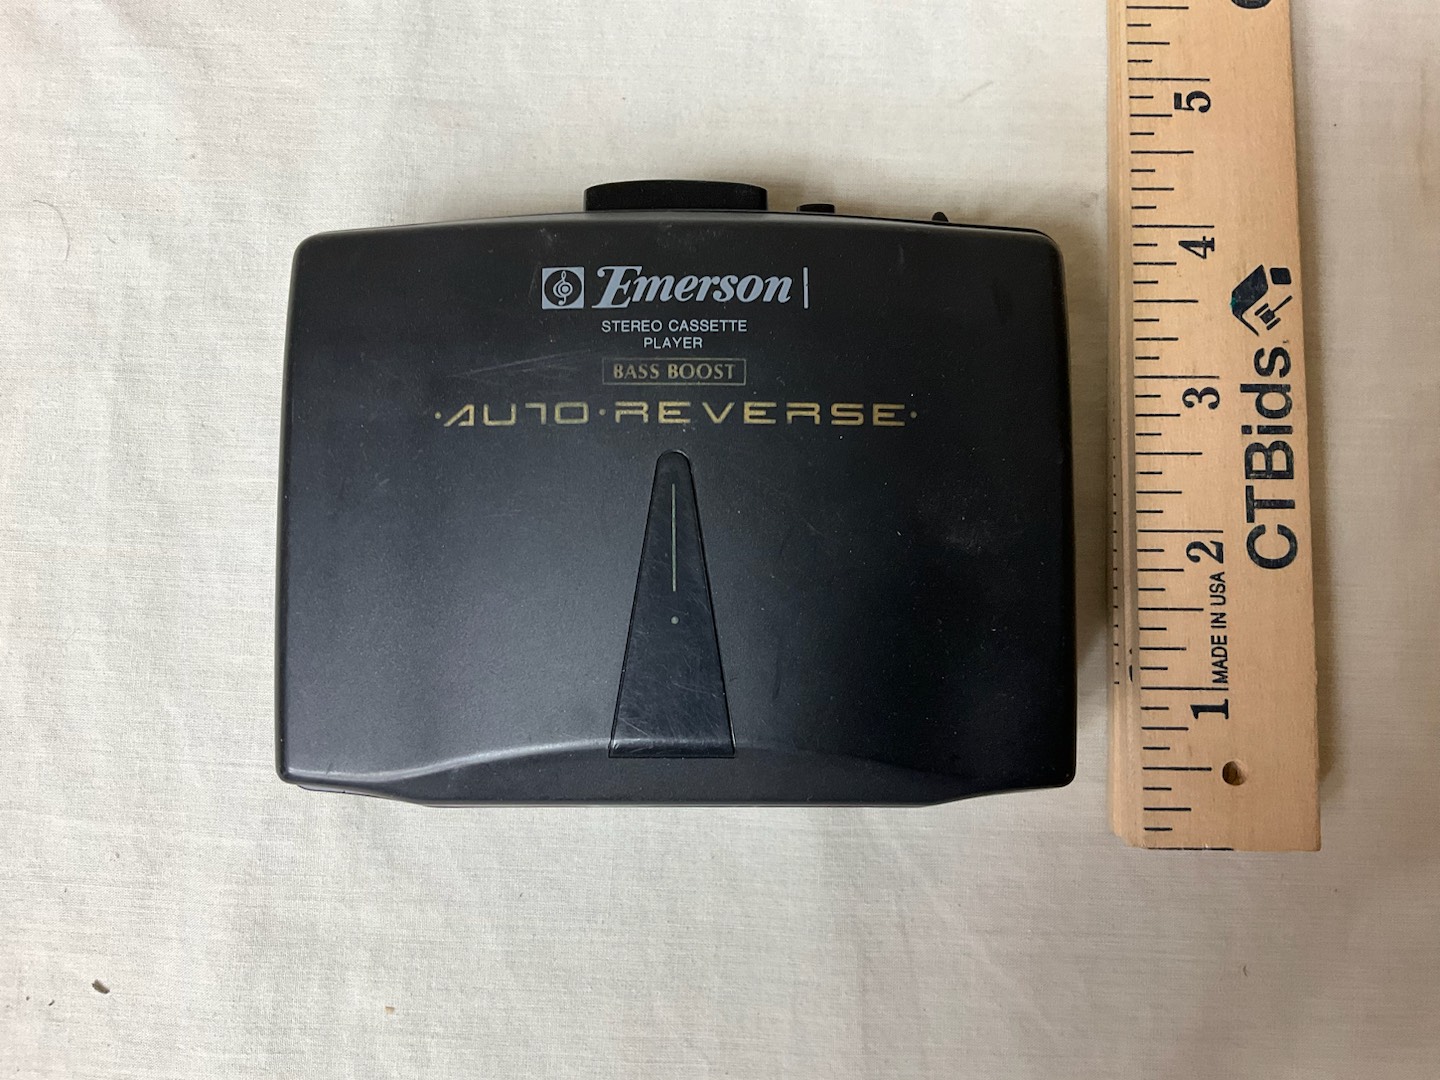 Emerson
STEREO CASSETTE
PLAYER
BASS BOOST
·AUTO·REVERSE·
5
4
3
2
1
MADE IN USA
CTBids